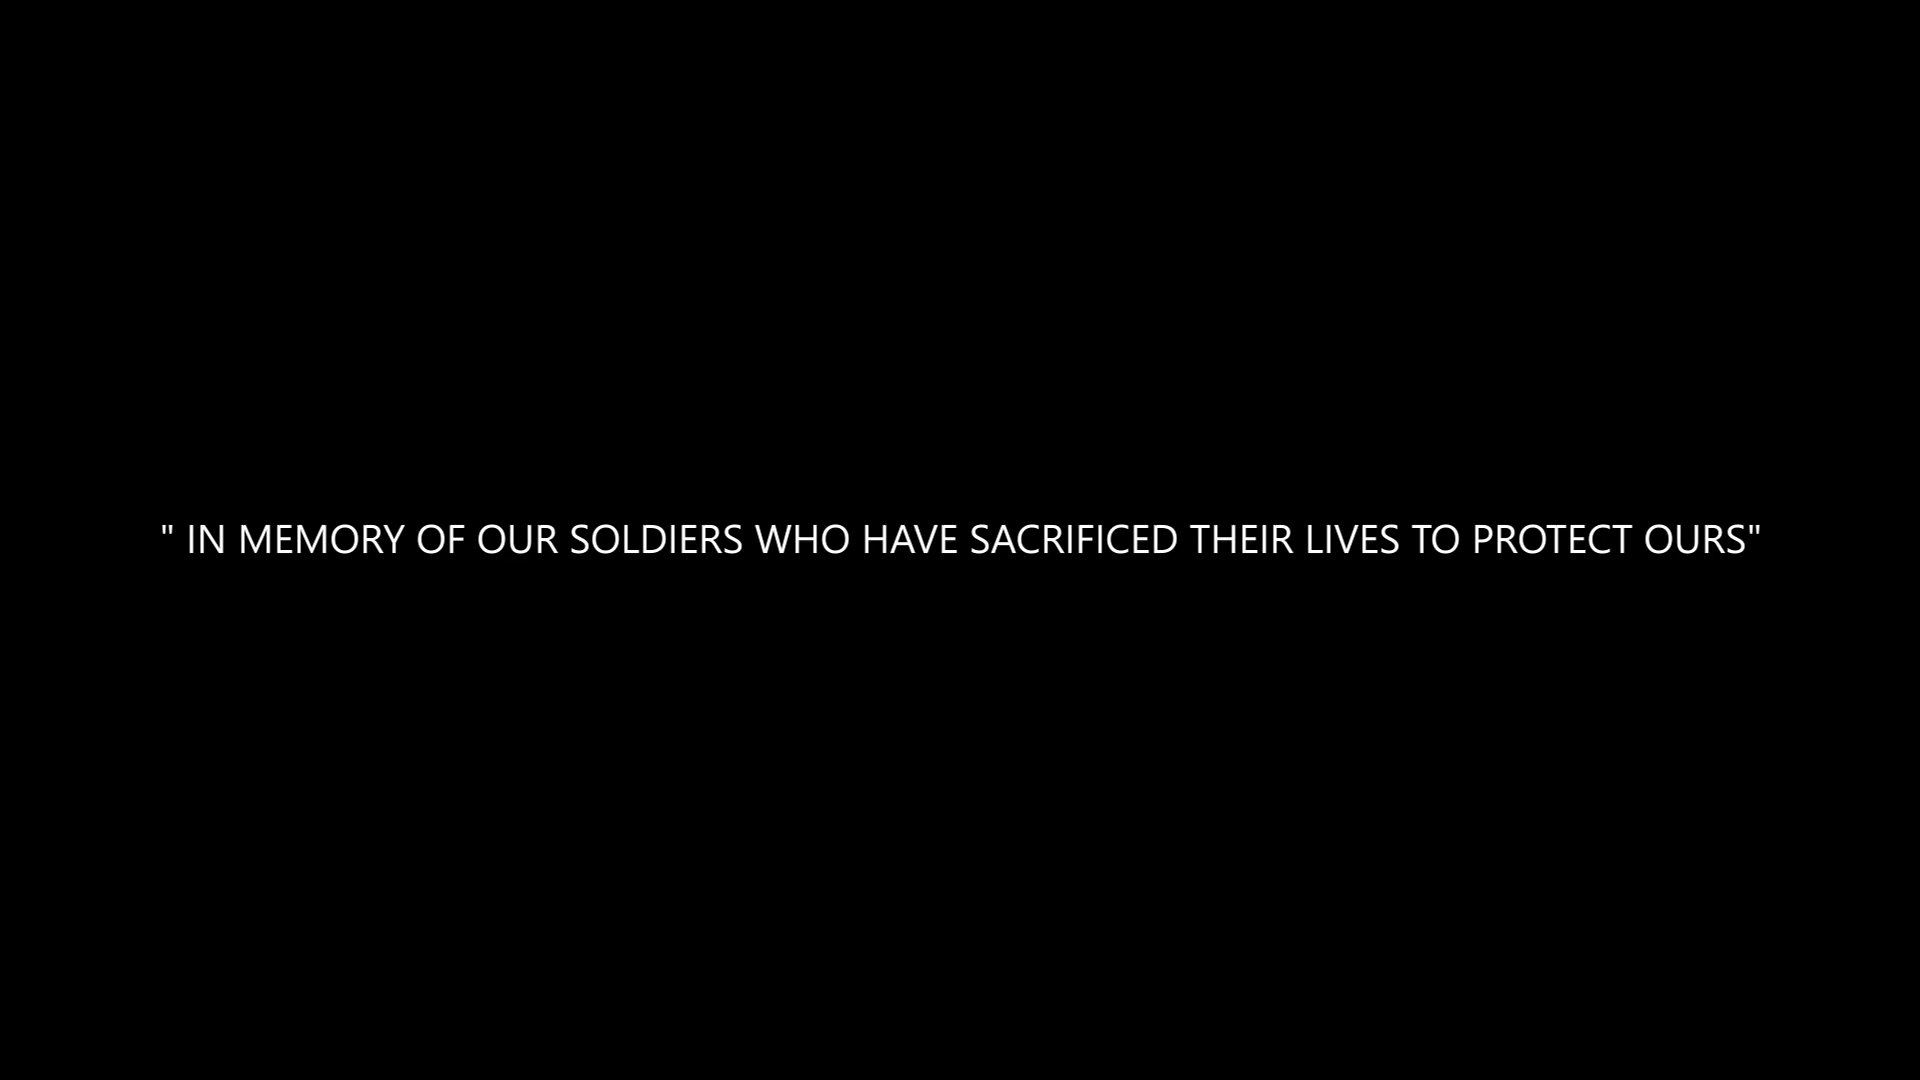 " IN MEMORY OF OUR SOLDIERS WHO HAVE SACRIFICED THEIR LIVES TO PROTECT OURS"